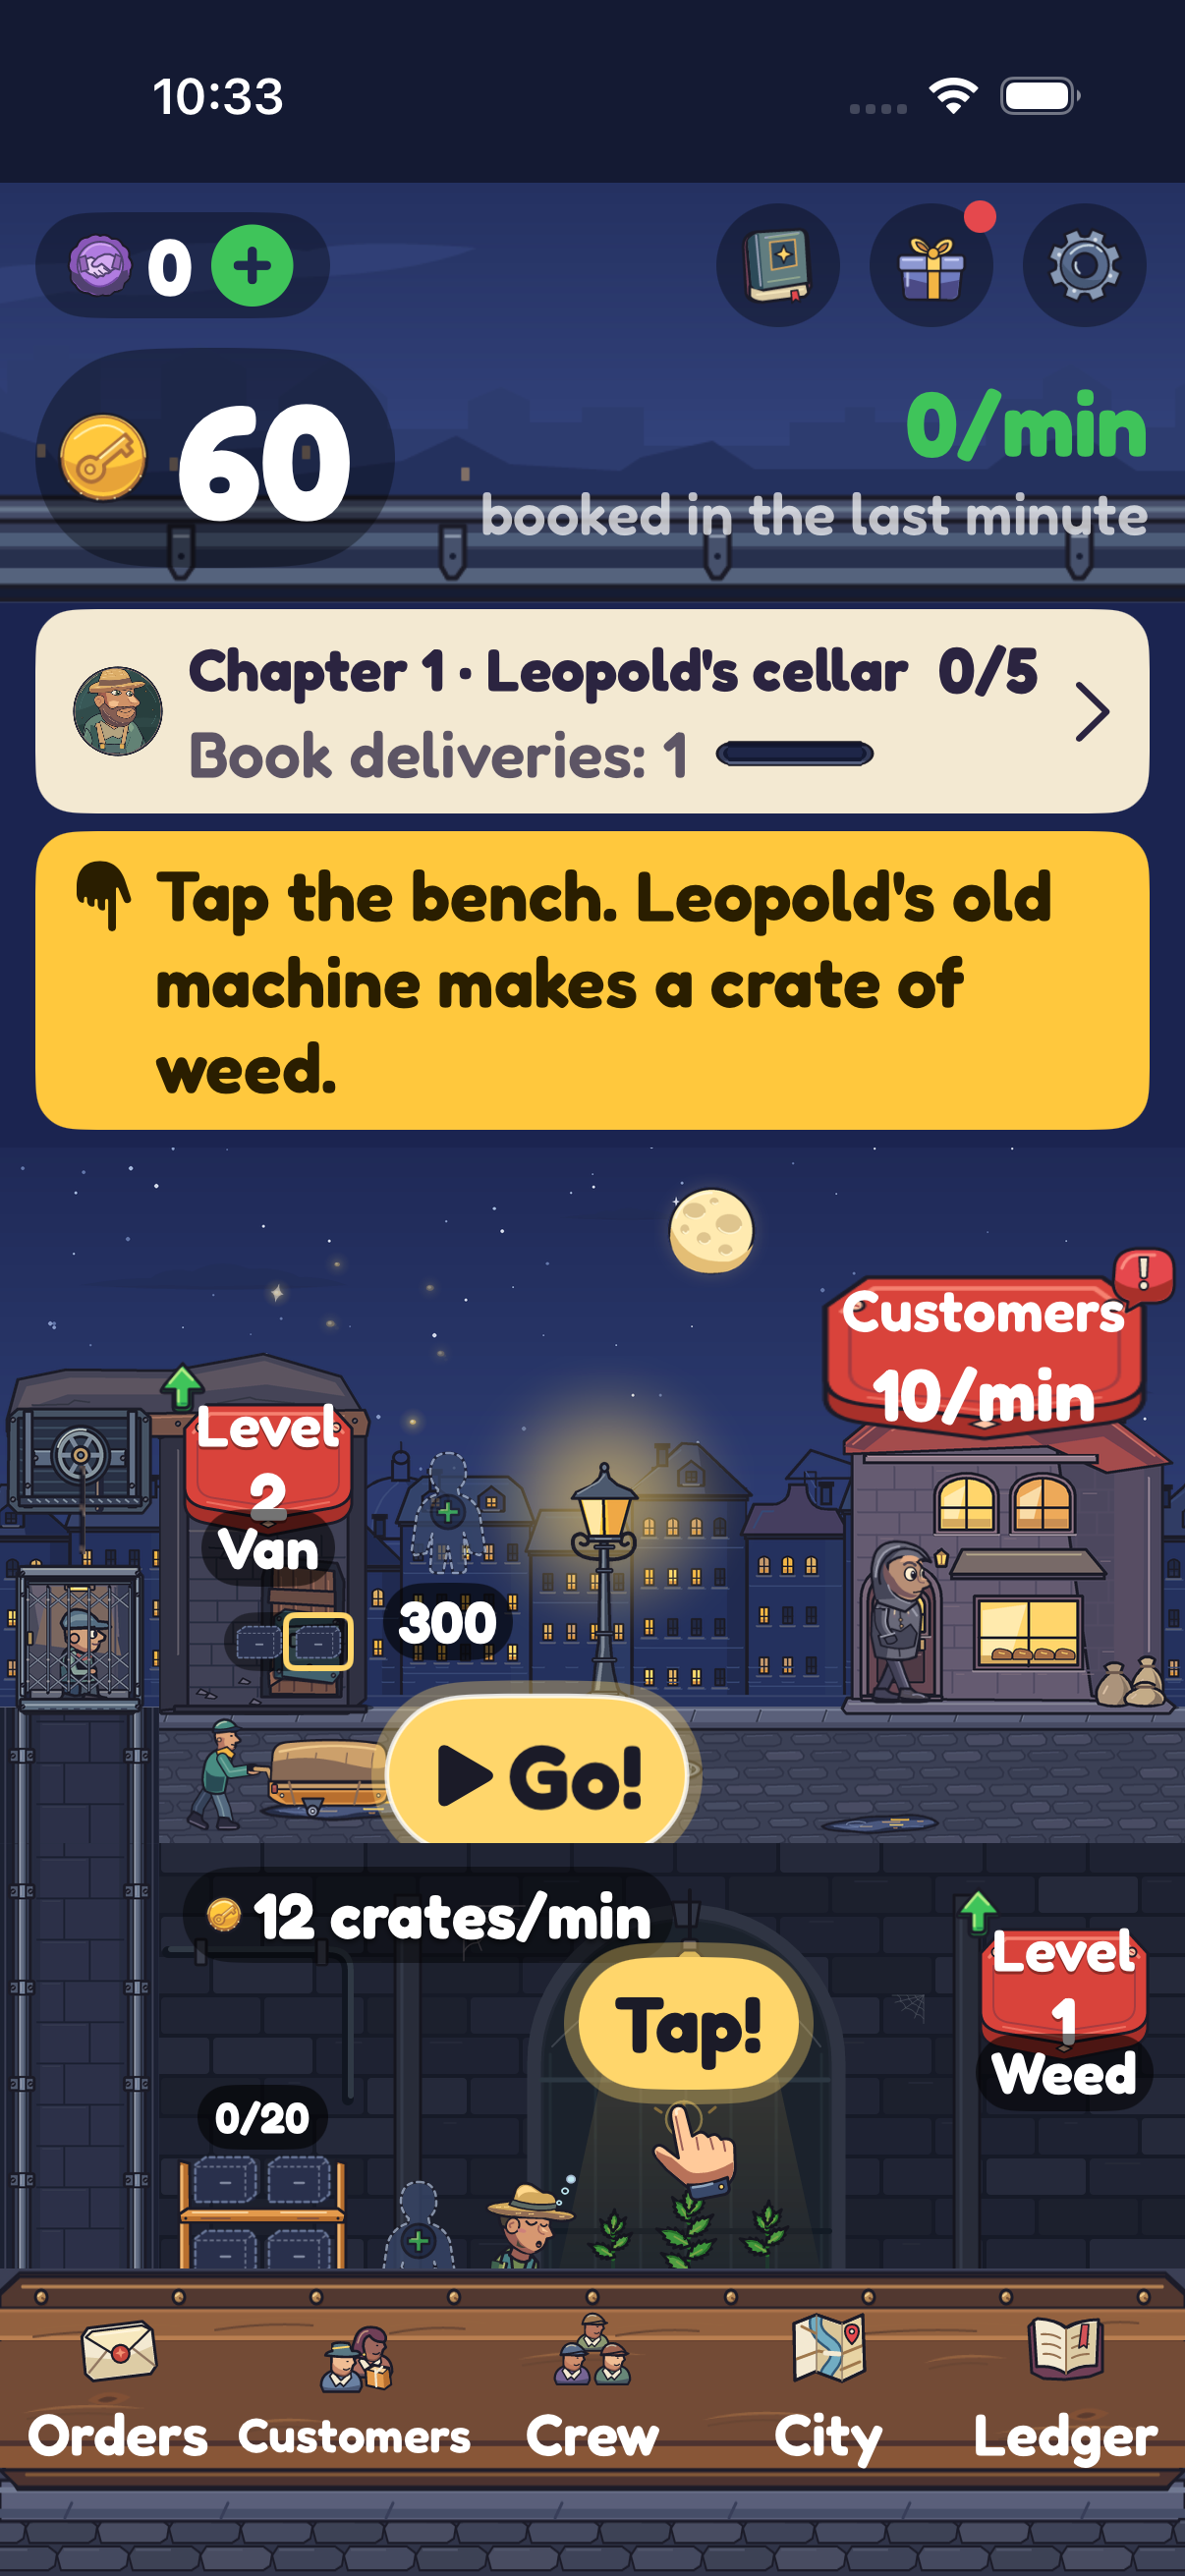 10:33
0
60
0/min
booked in the last minute
Chapter 1 · Leopold's cellar 0/5
Book deliveries: 1
Tap the bench. Leopold's old
machine makes a crate of
weed.
Customers
10/min
Level
2
Van
300
Go!
12 crates/min
Tap!
Level
1
Weed
0/20
Orders
Customers
Crew
City
Ledger